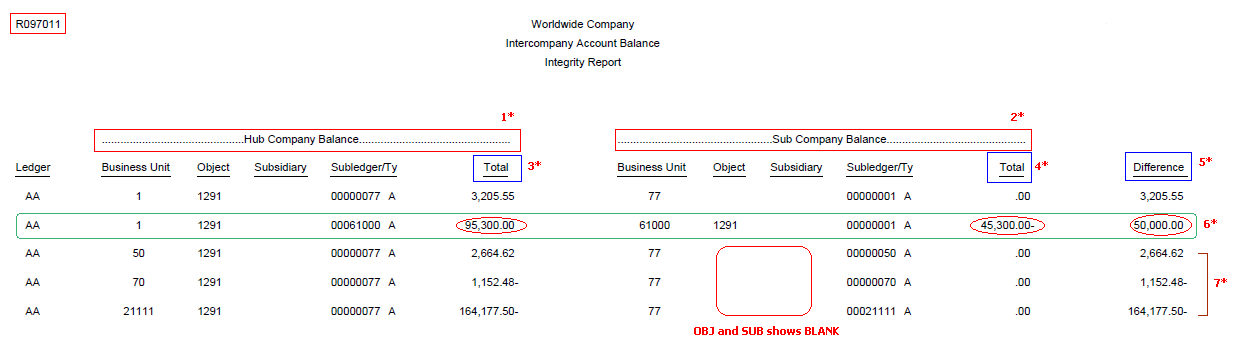 R097011
Worldwide Company
Intercompany Account Balance
Integrity Report
1* 2*
.............................................Hub Company Balance................................................ .................................................Sub Company Balance............................................
Ledger Business Unit Object Subsidiary Subledger/Ty Total 3* Business Unit Object Subsidiary Subledger/Ty Total 4* Difference 5*
AA 1 1291 00000077 A 3,205.55 77 00000001 A .00 3,205.55
AA 1 1291 00061000 A 95,300.00 61000 1291 00000001 A 45,300.00- 50,000.00 6*
AA 50 1291 00000077 A 2,664.62 77 00000050 A .00 2,664.62
AA 70 1291 00000077 A 1,152.48- 77 00000070 A .00 1,152.48- 7*
AA 21111 1291 00000077 A 164,177.50- 77 00021111 A .00 164,177.50-
OBJ and SUB shows BLANK